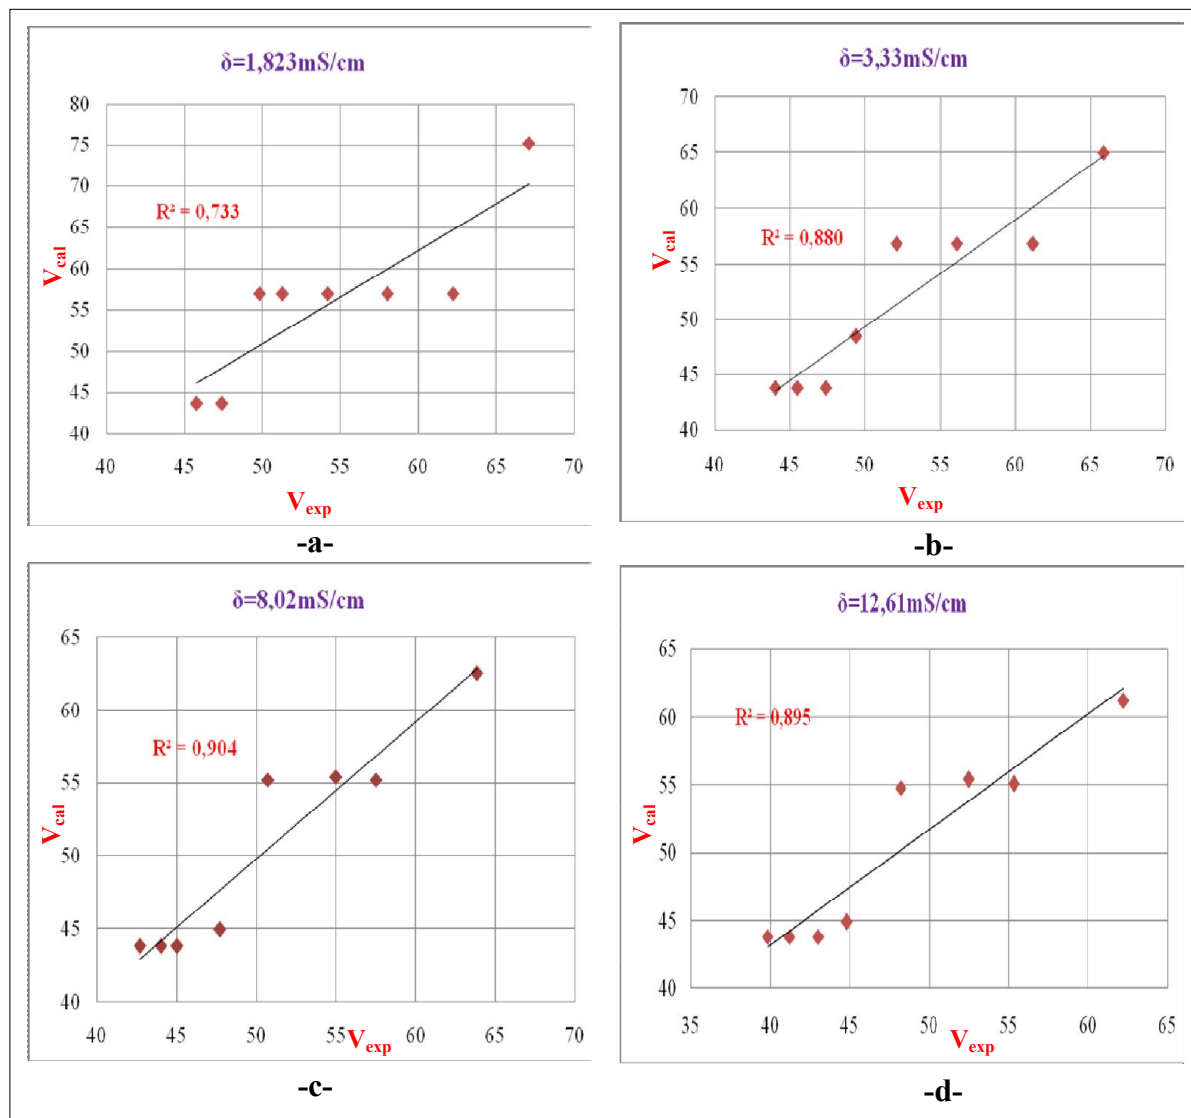 δ=1,823mS/cm
80
75
70
65
60
55
50
45
40
R² = 0,733
Vcal
40 45 50 55 60 65 70
Vexp
-a-
δ=3,33mS/cm
70
65
60
55
50
45
40
R² = 0,880
Vcal
40 45 50 55 60 65 70
Vexp
-b-
δ=8,02mS/cm
65
60
55
50
45
40
R² = 0,904
Vcal
40 45 50 55 60 65 70
Vexp
-c-
δ=12,61mS/cm
65
60
55
50
45
40
R² = 0,895
Vcal
35 40 45 50 55 60 65
Vexp
-d-